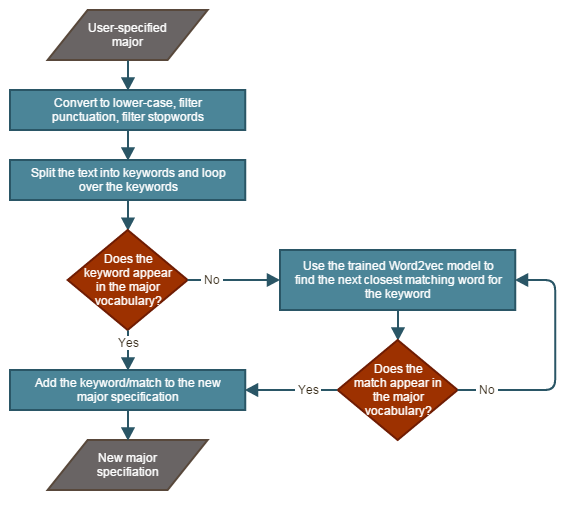 User-specified
major
Convert to lower-case, filter
punctuation, filter stopwords
Split the text into keywords and loop
over the keywords
Does the
keyword appear
in the major
vocabulary?
No
Use the trained Word2vec model to
find the next closest matching word for
the keyword
Yes
Does the
match appear in
the major
vocabulary?
No
Yes
Add the keyword/match to the new
major specification
New major
specifiation